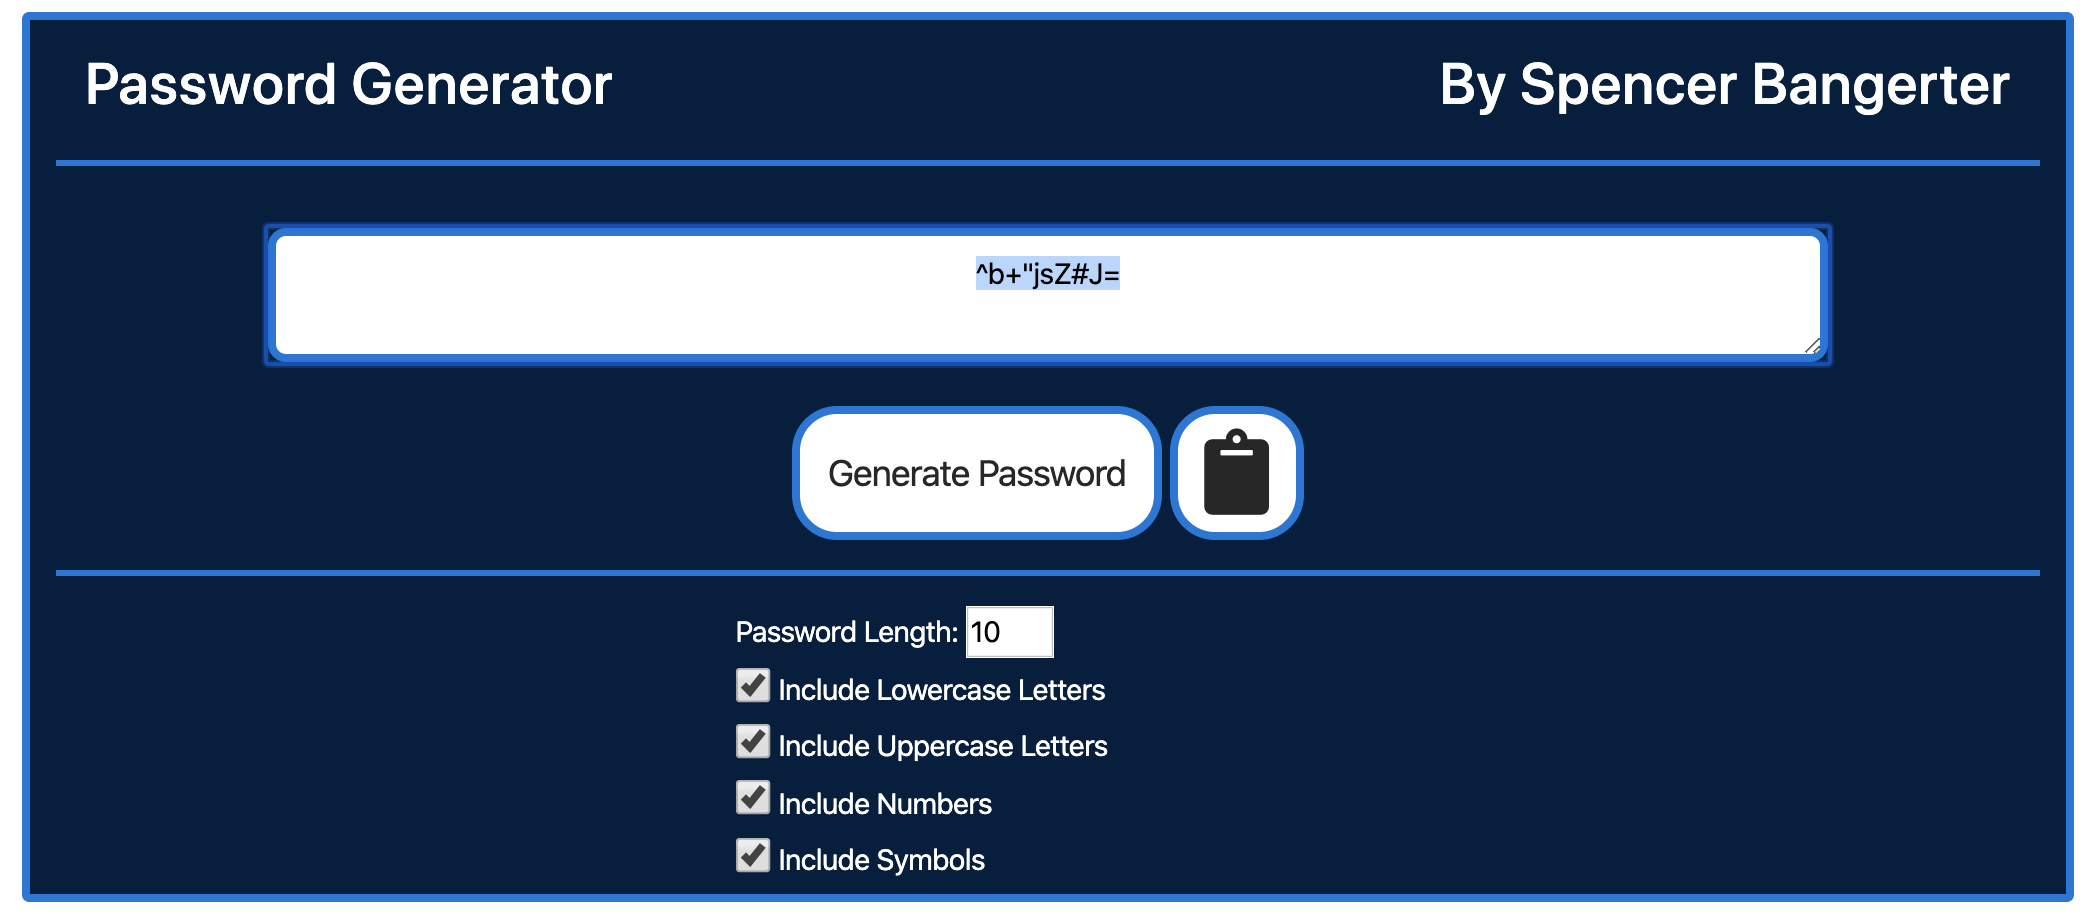 Password Generator
By Spencer Bangerter
^b+"jsZ#J=
Generate Password
Password Length: 10
Include Lowercase Letters
Include Uppercase Letters
Include Numbers
Include Symbols